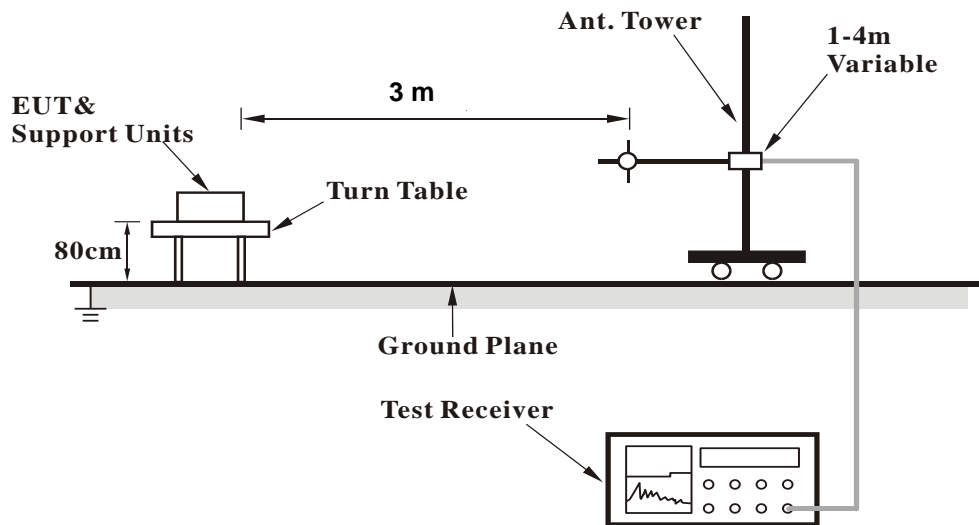 Ant. Tower
1-4m
Variable
3 m
EUT&
Support Units
Turn Table
80cm
Ground Plane
Test Receiver